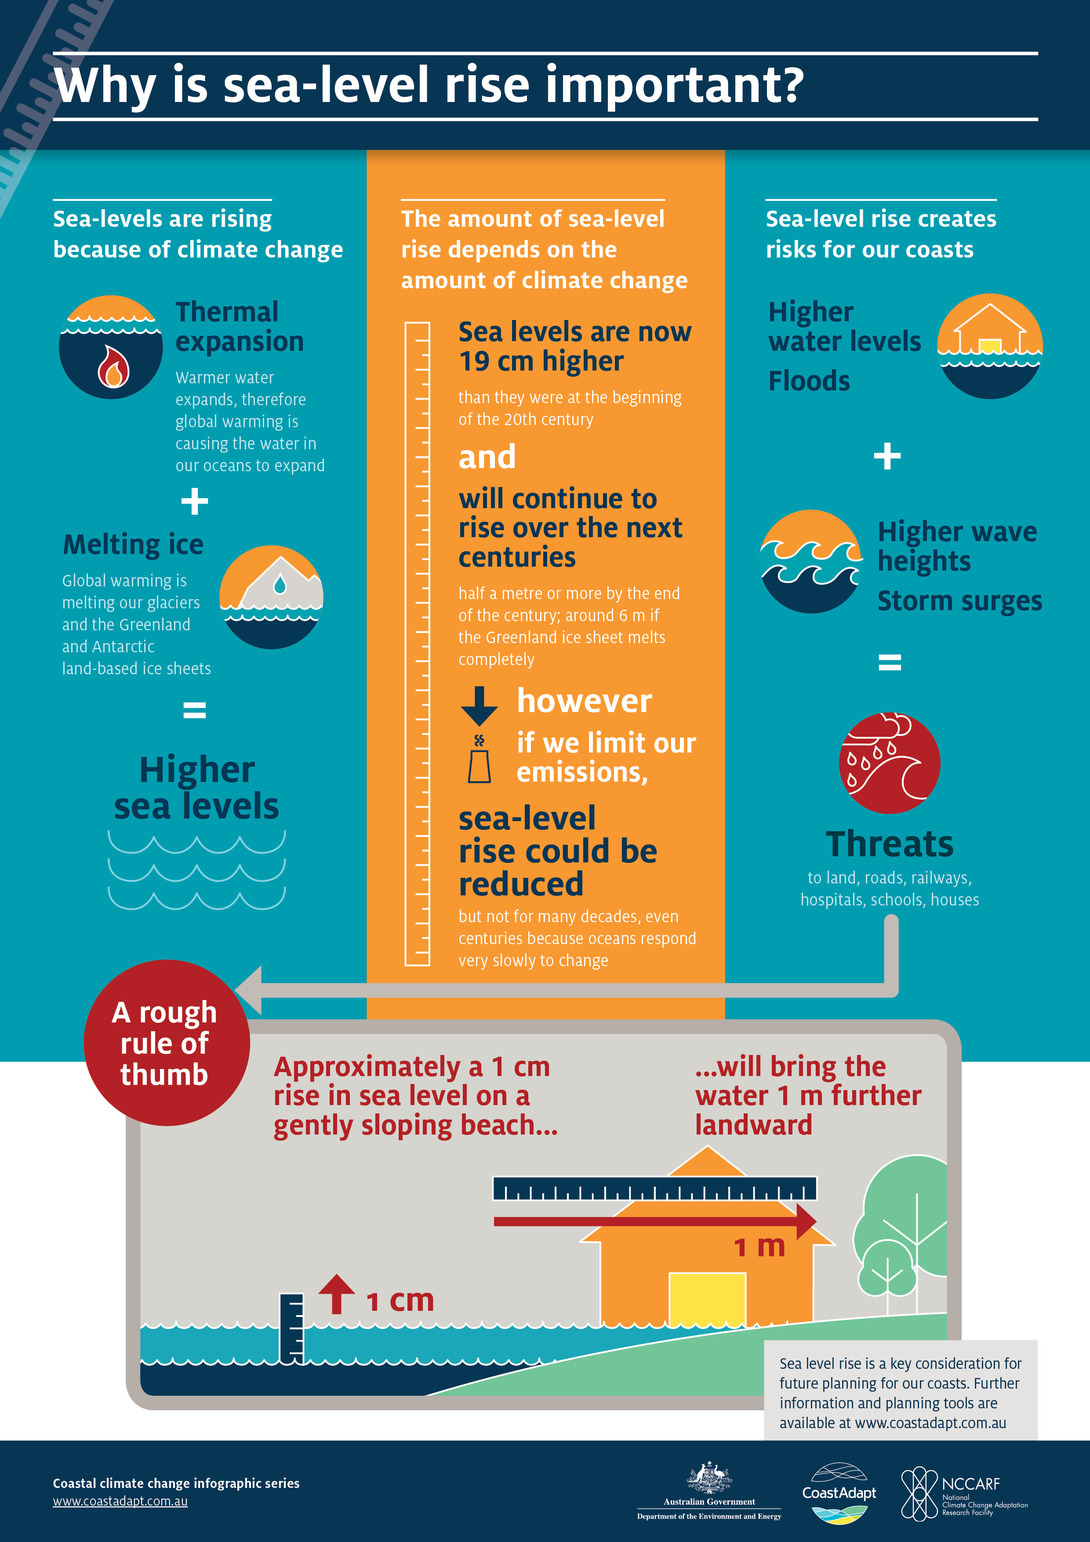 Why is sea-level rise important?
Sea-levels are rising
because of climate change
Thermal
expansion
Warmer water
expands, therefore
global warming is
causing the water in
our oceans to expand
+
Melting ice
Global warming is
melting our glaciers
and the Greenland
and Antarctic
land-based ice sheets
=
Higher
sea levels
The amount of sea-level
rise depends on the
amount of climate change
Sea levels are now
19 cm higher
than they were at the beginning
of the 20th century
and
will continue to
rise over the next
centuries
half a metre or more by the end
of the century; around 6 m if
the Greenland ice sheet melts
completely
however
if we limit our
emissions,
sea-level
rise could be
reduced
but not for many decades, even
centuries because oceans respond
very slowly to change
Sea-level rise creates
risks for our coasts
Higher
water levels
Floods
+
Higher wave
heights
Storm surges
=
Threats
to land, roads, railways,
hospitals, schools, houses
A rough
rule of
thumb
Approximately a 1 cm
rise in sea level on a
gently sloping beach...
...will bring the
water 1 m further
landward
1 m
1 cm
Sea level rise is a key consideration for
future planning for our coasts. Further
information and planning tools are
available at www.coastadapt.com.au
Coastal climate change infographic series
www.coastadapt.com.au
Australian Government
Department of the Environment and Energy
CoastAdapt
NCCARF
National
Climate Change Adaptation
Research Facility